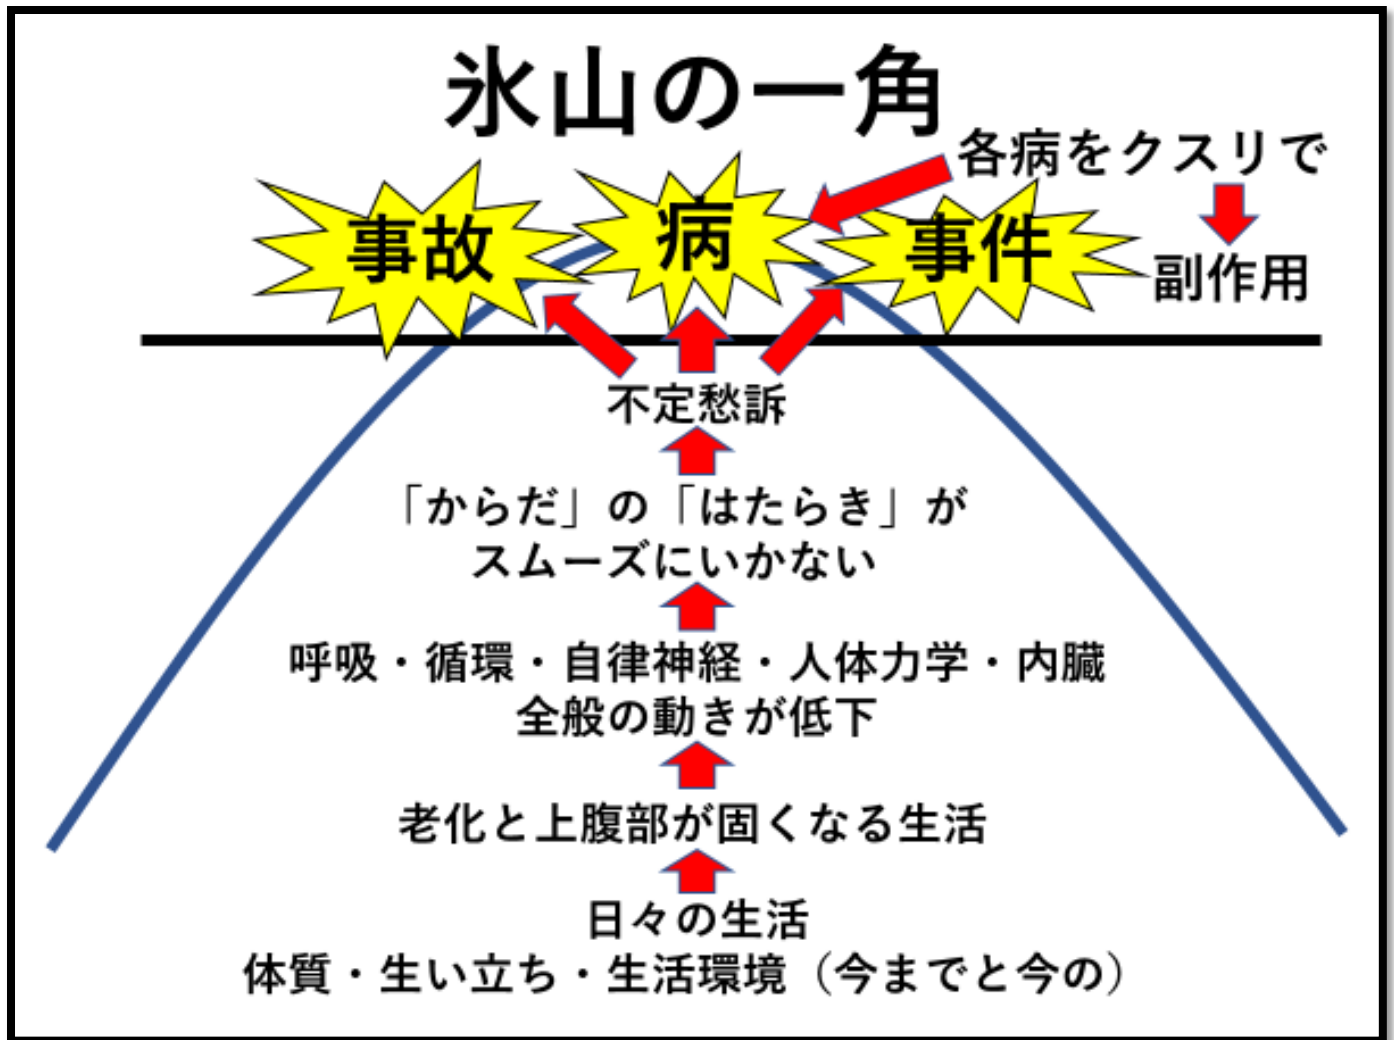 氷山の一角
各病をクスリで
事故
病
事件
副作用
不定愁訴
「からだ」の「はたらき」が
スムーズにいかない
呼吸・循環・自律神経・人体力学・内臓
全般の動きが低下
老化と上腹部が固くなる生活
日々の生活
体質・生い立ち・生活環境（今までと今の）